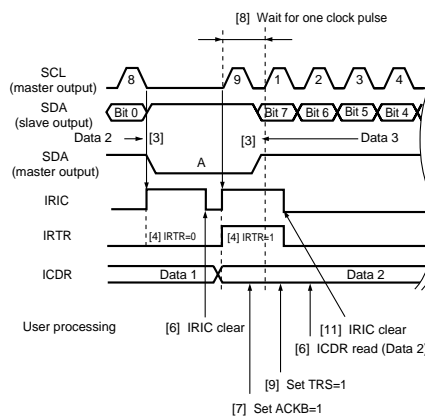 [8] Wait for one clock pulse
SCL
(master output)
8 9 1 2 3 4
SDA
(slave output)
Bit 0 Bit 7 Bit 6 Bit 5 Bit 4
Data 2 [3] [3] Data 3
SDA
(master output)
A
IRIC
IRTR
[4] IRTR=0 [4] IRTR=1
ICDR
Data 1 Data 2
User processing
[6] IRIC clear
[11] IRIC clear
[6] ICDR read (Data 2)
[9] Set TRS=1
[7] Set ACKB=1